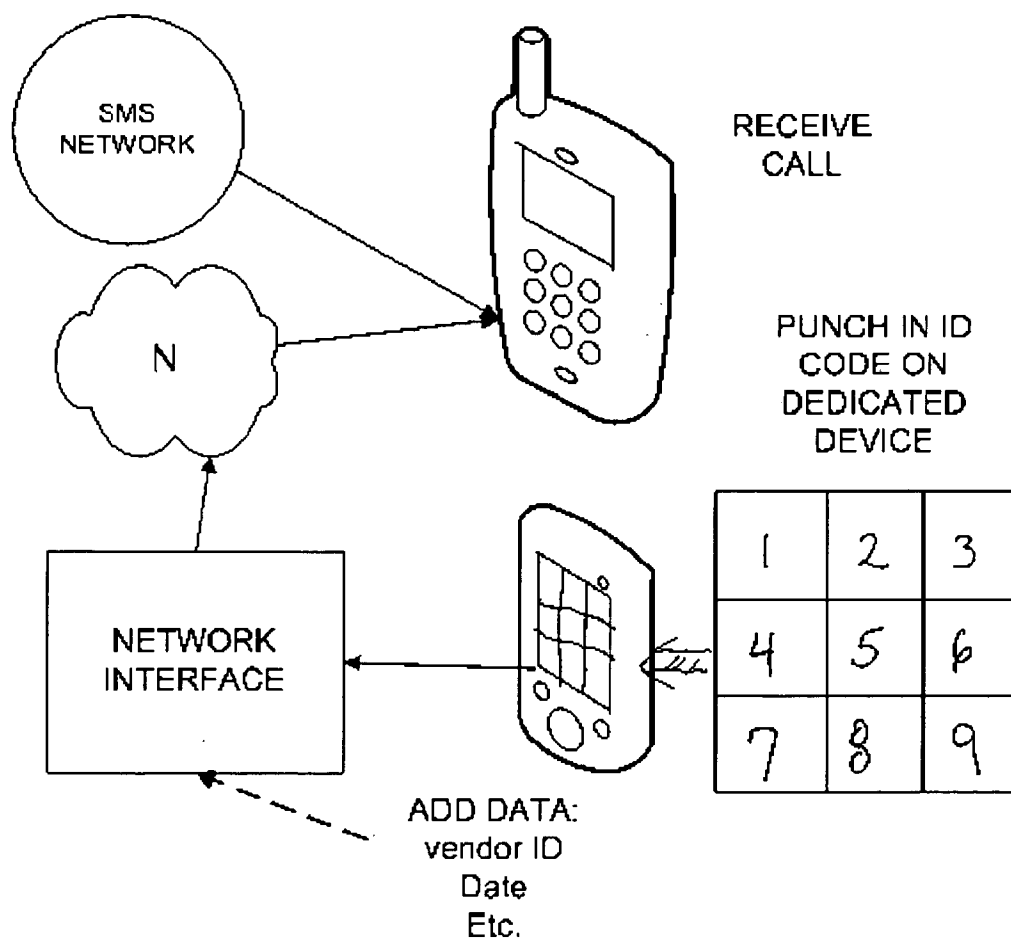 SMS
NETWORK
RECEIVE
CALL
N
PUNCH IN ID
CODE ON
DEDICATED
DEVICE
1 2 3
4 5 6
7 8 9
NETWORK
INTERFACE
ADD DATA:
vendor ID
Date
Etc.